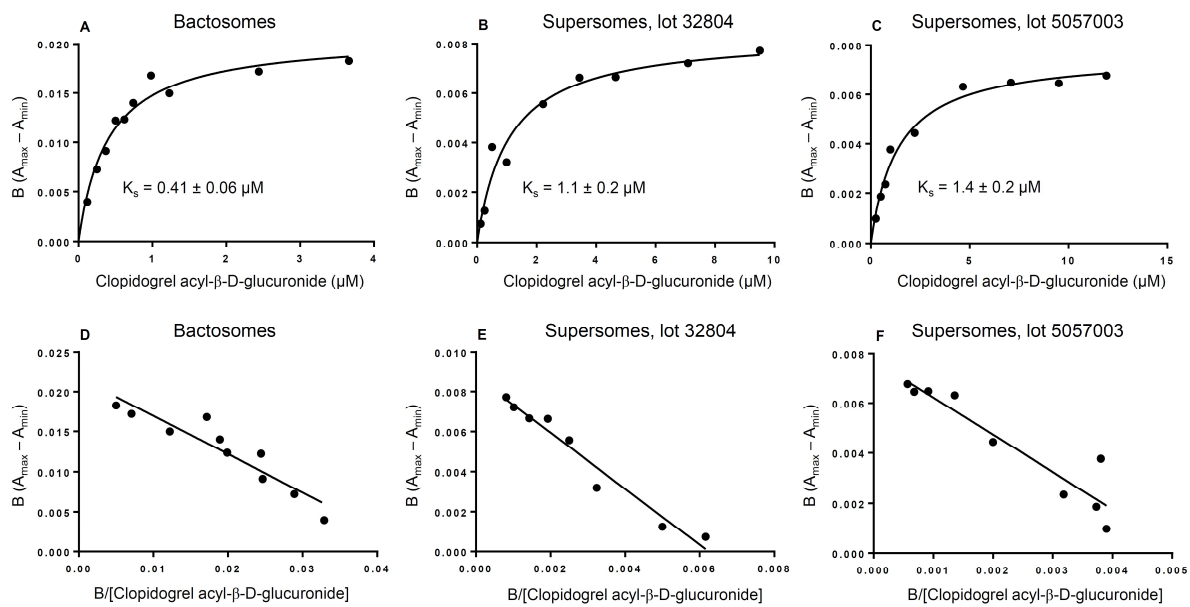 A
Bactosomes
B (Amax – Amin)
0.020
0.015
0.010
0.005
0.000
Ks = 0.41 ± 0.06 µM
0
1
2
3
4
Clopidogrel acyl-β-D-glucuronide (µM)
B
Supersomes, lot 32804
B (Amax – Amin)
0.008
0.006
0.004
0.002
0.000
Ks = 1.1 ± 0.2 µM
0
2
4
6
8
10
Clopidogrel acyl-β-D-glucuronide (µM)
C
Supersomes, lot 5057003
B (Amax – Amin)
0.008
0.006
0.004
0.002
0.000
Ks = 1.4 ± 0.2 µM
0
5
10
15
Clopidogrel acyl-β-D-glucuronide (µM)
D
Bactosomes
B (Amax – Amin)
0.025
0.020
0.015
0.010
0.005
0.000
0.00
0.01
0.02
0.03
0.04
B/[Clopidogrel acyl-β-D-glucuronide]
E
Supersomes, lot 32804
B (Amax – Amin)
0.010
0.008
0.006
0.004
0.002
0.000
0.000
0.002
0.004
0.006
0.008
B/[Clopidogrel acyl-β-D-glucuronide]
F
Supersomes, lot 5057003
B (Amax – Amin)
0.008
0.006
0.004
0.002
0.000
0.000
0.001
0.002
0.003
0.004
0.005
B/[Clopidogrel acyl-β-D-glucuronide]